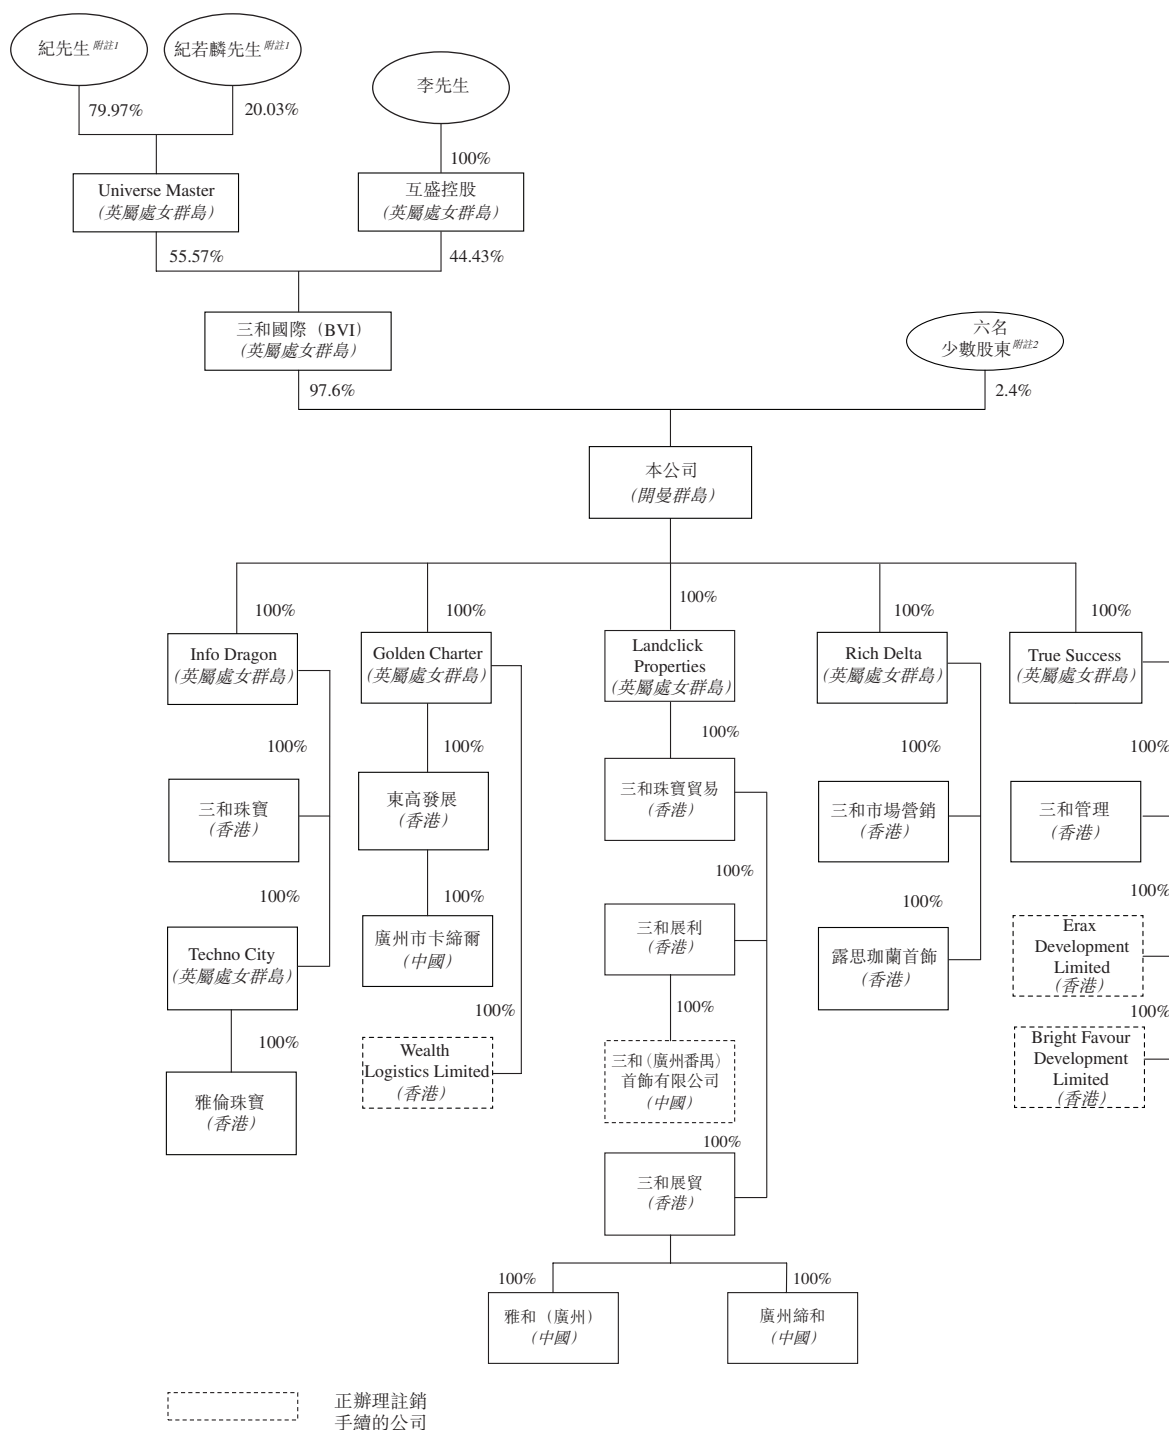 紀先生附註1
紀若麟先生附註1
李先生
79.97%
20.03%
100%
Universe Master
(英屬處女群島)
互盛控股
(英屬處女群島)
55.57%
44.43%
三和國際（BVI）
(英屬處女群島)
六名
少數股東附註2
97.6%
2.4%
本公司
(開曼群島)
100%
100%
100%
100%
100%
Info Dragon
(英屬處女群島)
Golden Charter
(英屬處女群島)
Landclick
Properties
(英屬處女群島)
Rich Delta
(英屬處女群島)
True Success
(英屬處女群島)
100%
100%
100%
100%
100%
三和珠寶
(香港)
東高發展
(香港)
三和珠寶貿易
(香港)
三和市場營銷
(香港)
三和管理
(香港)
100%
100%
100%
100%
100%
Techno City
(英屬處女群島)
廣州市卡締爾
(中國)
三和展利
(香港)
露思珈蘭首飾
(香港)
Erax
Development
Limited
(香港)
100%
100%
100%
100%
雅倫珠寶
(香港)
Wealth
Logistics Limited
(香港)
三和（廣州番禺）
首飾有限公司
(中國)
Bright Favour
Development
Limited
(香港)
100%
三和展貿
(香港)
100%
100%
雅和（廣州）
(中國)
廣州締和
(中國)
正辦理註銷
手續的公司